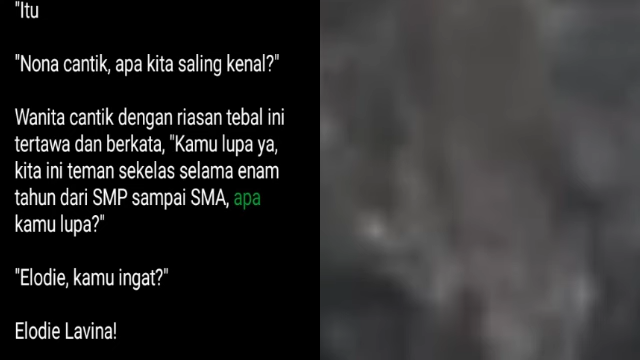 "Itu
"Nona cantik, apa kita saling kenal?"
Wanita cantik dengan riasan tebal ini
tertawa dan berkata, "Kamu lupa ya,
kita ini teman sekelas selama enam
tahun dari SMP sampai SMA, apa
kamu lupa?"
"Elodie, kamu ingat?"
Elodie Lavina!